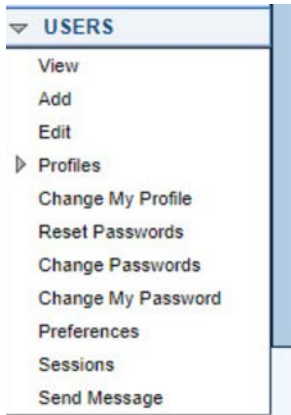 USERS
View
Add
Edit
Profiles
Change My Profile
Reset Passwords
Change Passwords
Change My Password
Preferences
Sessions
Send Message